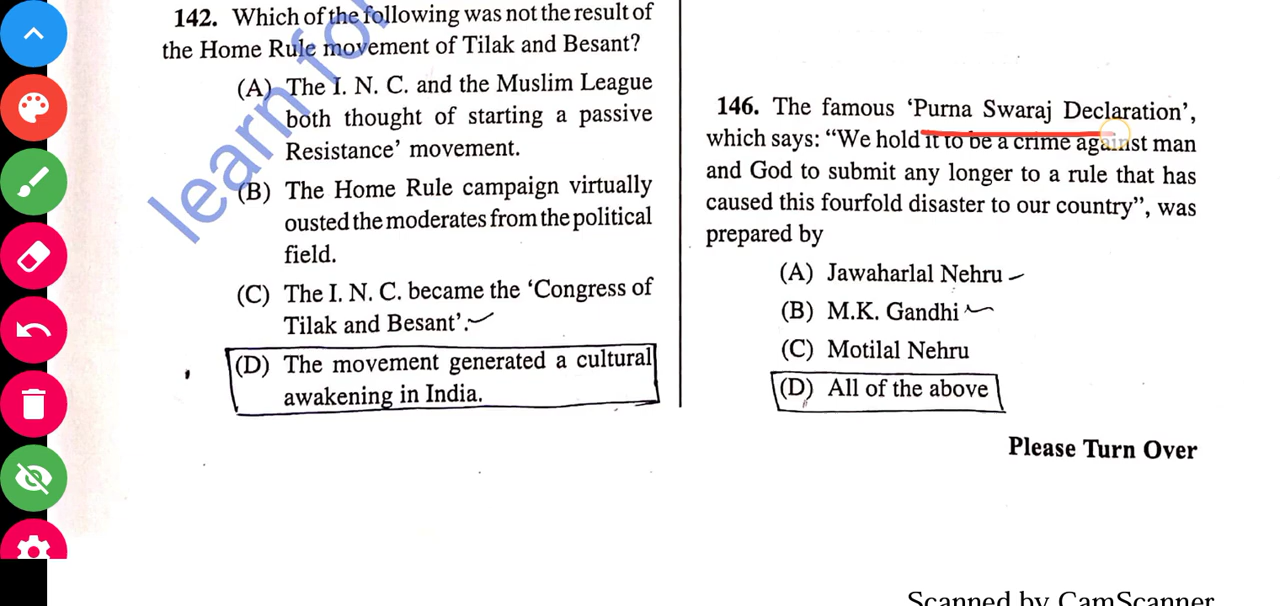 142. Which of the following was not the result of
the Home Rule movement of Tilak and Besant?
(A) The I. N. C. and the Muslim League
both thought of starting a passive
Resistance’ movement.
(B) The Home Rule campaign virtually
ousted the moderates from the political
field.
(C) The I. N. C. became the ‘Congress of
Tilak and Besant’.
(D) The movement generated a cultural
awakening in India.
learn fo
146. The famous ‘Purna Swaraj Declaration’,
which says: “We hold it to be a crime against man
and God to submit any longer to a rule that has
caused this fourfold disaster to our country”, was
prepared by
(A) Jawaharlal Nehru
(B) M.K. Gandhi
(C) Motilal Nehru
(D) All of the above
Please Turn Over
Scanned by CamScanner